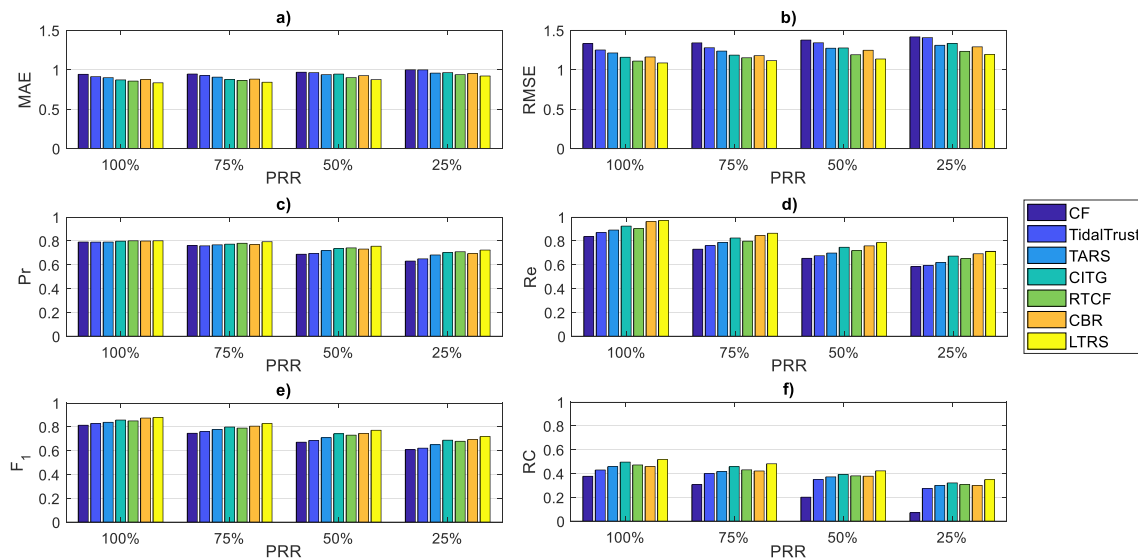 a)
1.5
1
0.5
0
MAE
100% 75% 50% 25%
PRR
b)
1.5
1
0.5
0
RMSE
100% 75% 50% 25%
PRR
c)
1
0.8
0.6
0.4
0.2
0
Pr
100% 75% 50% 25%
PRR
d)
1
0.8
0.6
0.4
0.2
0
Re
100% 75% 50% 25%
PRR
CF
TidalTrust
TARS
CITG
RTCF
CBR
LTRS
e)
1
0.8
0.6
0.4
0.2
0
F1
100% 75% 50% 25%
PRR
f)
1
0.8
0.6
0.4
0.2
0
RC
100% 75% 50% 25%
PRR